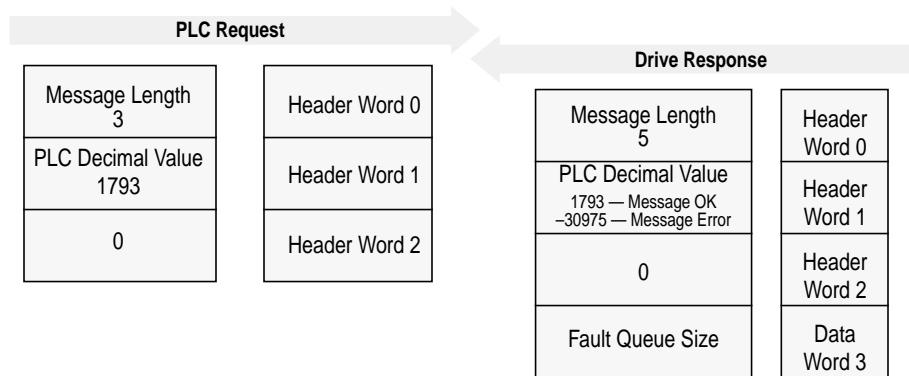 PLC Request
Message Length
3
Header Word 0
PLC Decimal Value
1793
Header Word 1
0
Header Word 2
Drive Response
Message Length
5
Header
Word 0
PLC Decimal Value
1793 — Message OK
–30975 — Message Error
Header
Word 1
0
Header
Word 2
Fault Queue Size
Data
Word 3